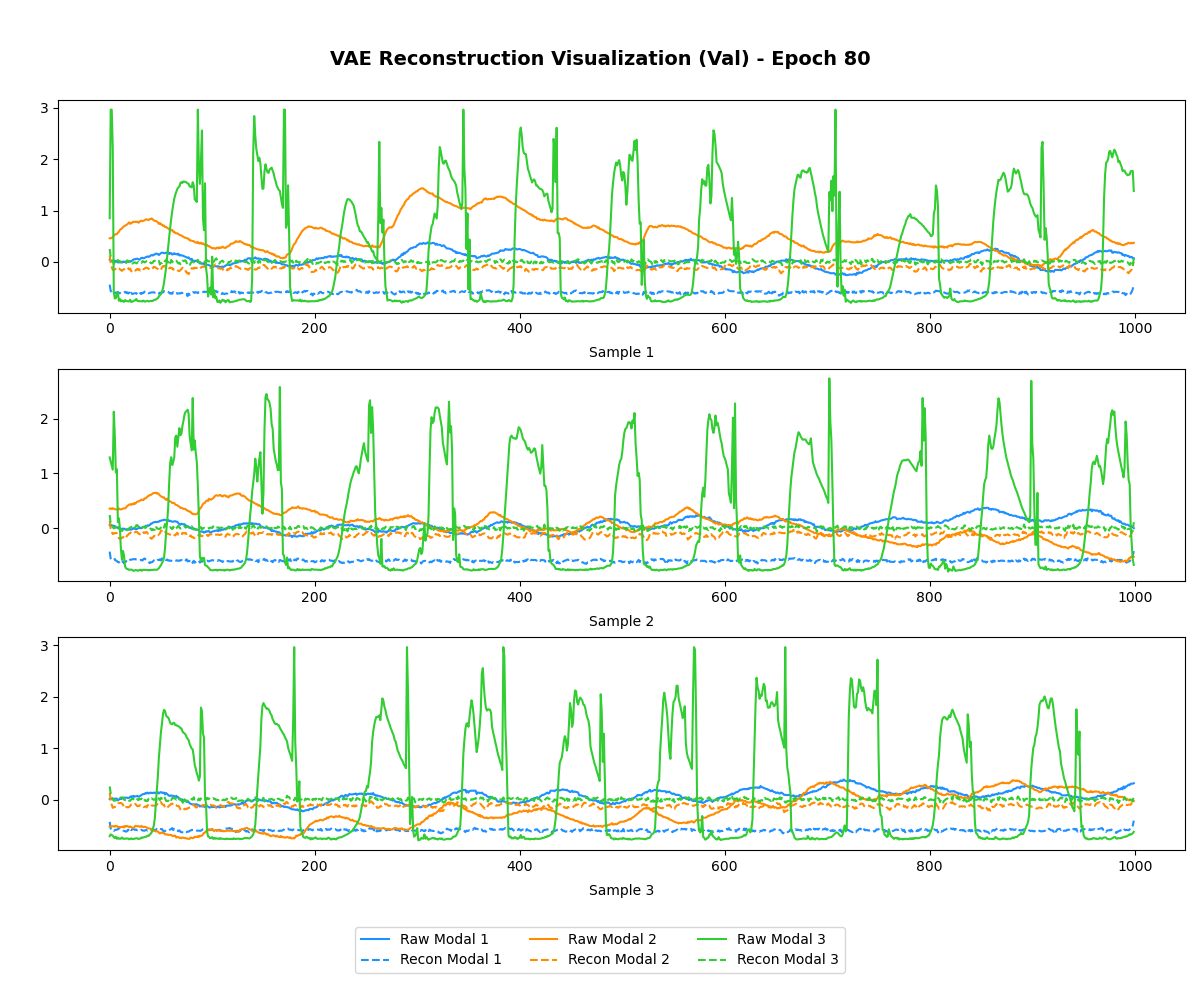 VAE Reconstruction Visualization (Val) - Epoch 80
3
2
1
0
0 200 400 600 800 1000
Sample 1
2
1
0
0 200 400 600 800 1000
Sample 2
3
2
1
0
0 200 400 600 800 1000
Sample 3
Raw Modal 1 Raw Modal 2 Raw Modal 3
Recon Modal 1 Recon Modal 2 Recon Modal 3